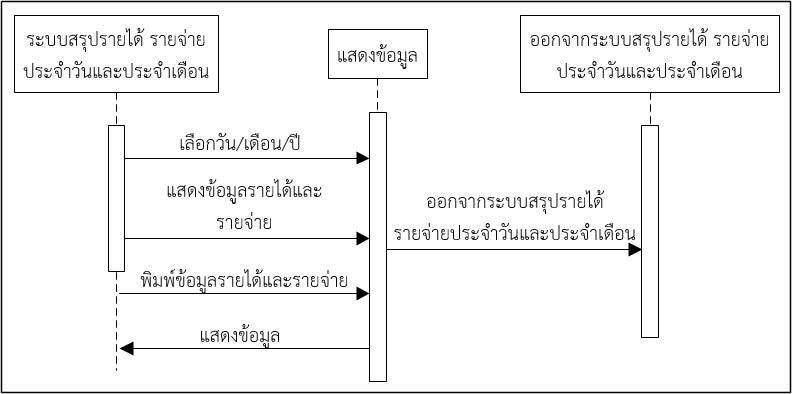 ระบบสรุปรายได้ รายจ่าย
ประจำวันและประจำเดือน
แสดงข้อมูล
ออกจากระบบสรุปรายได้ รายจ่าย
ประจำวันและประจำเดือน
เลือกวัน/เดือน/ปี
แสดงข้อมูลรายได้และ
รายจ่าย
ออกจากระบบสรุปรายได้
รายจ่ายประจำวันและประจำเดือน
พิมพ์ข้อมูลรายได้และรายจ่าย
แสดงข้อมูล